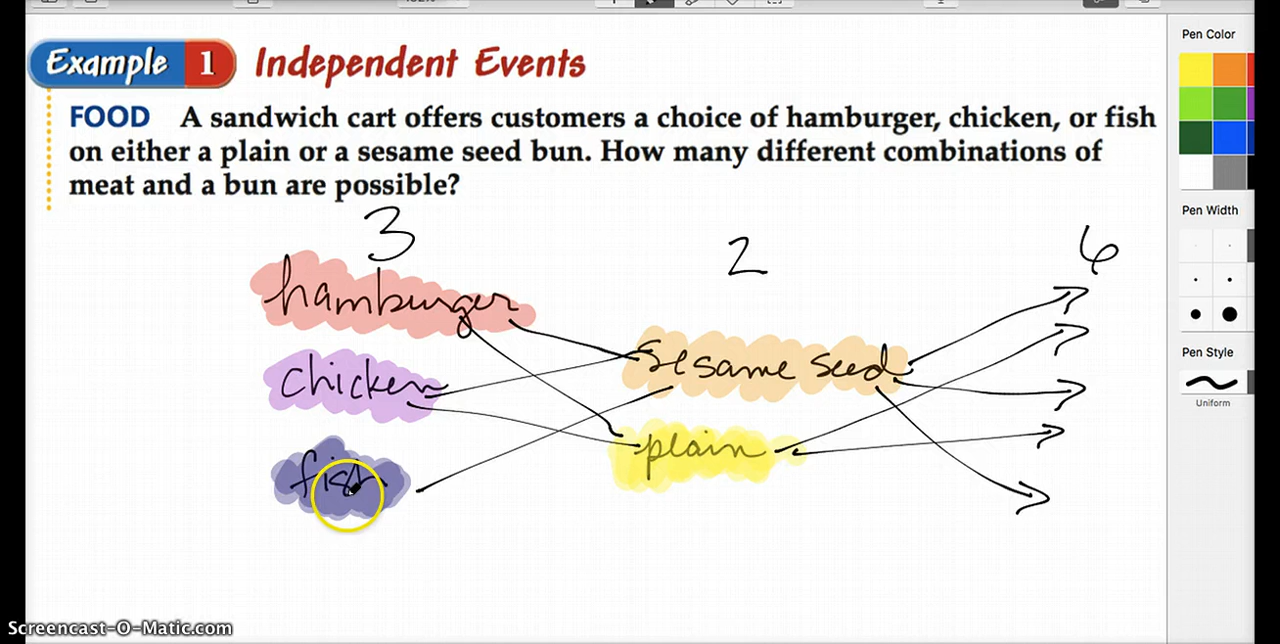 Example 1 Independent Events
FOOD A sandwich cart offers customers a choice of hamburger, chicken, or fish
on either a plain or a sesame seed bun. How many different combinations of
meat and a bun are possible?
3
2
6
hamburger
chicken
fish
sesame seed
plain
Pen Color
Pen Width
Pen Style
Uniform
Screencast-O-Matic.com